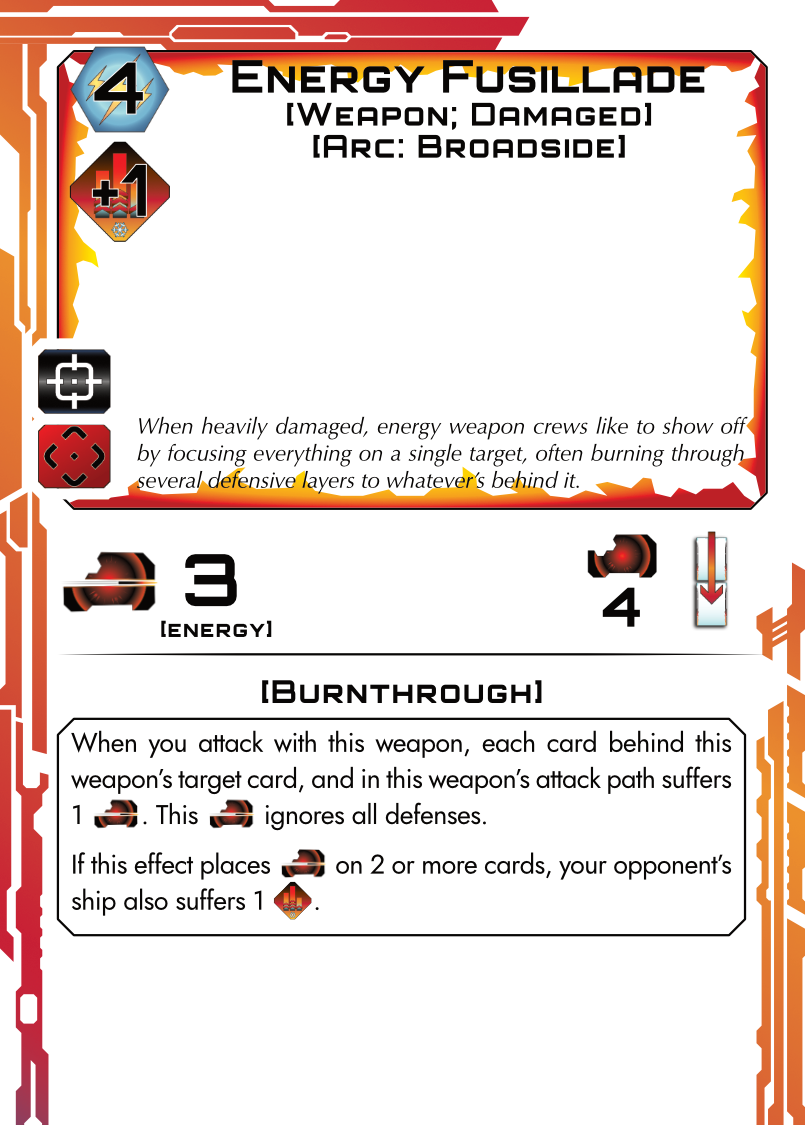 4
ENERGY FUSILLADE
[WEAPON; DAMAGED]
[ARC: BROADSIDE]
+1
When heavily damaged, energy weapon crews like to show off
by focusing everything on a single target, often burning through
several defensive layers to whatever's behind it.
3
[ENERGY]
4
[BURNTHROUGH]
When you attack with this weapon, each card behind this
weapon's target card, and in this weapon's attack path suffers
1 . This ignores all defenses.
If this effect places on 2 or more cards, your opponent's
ship also suffers 1 .